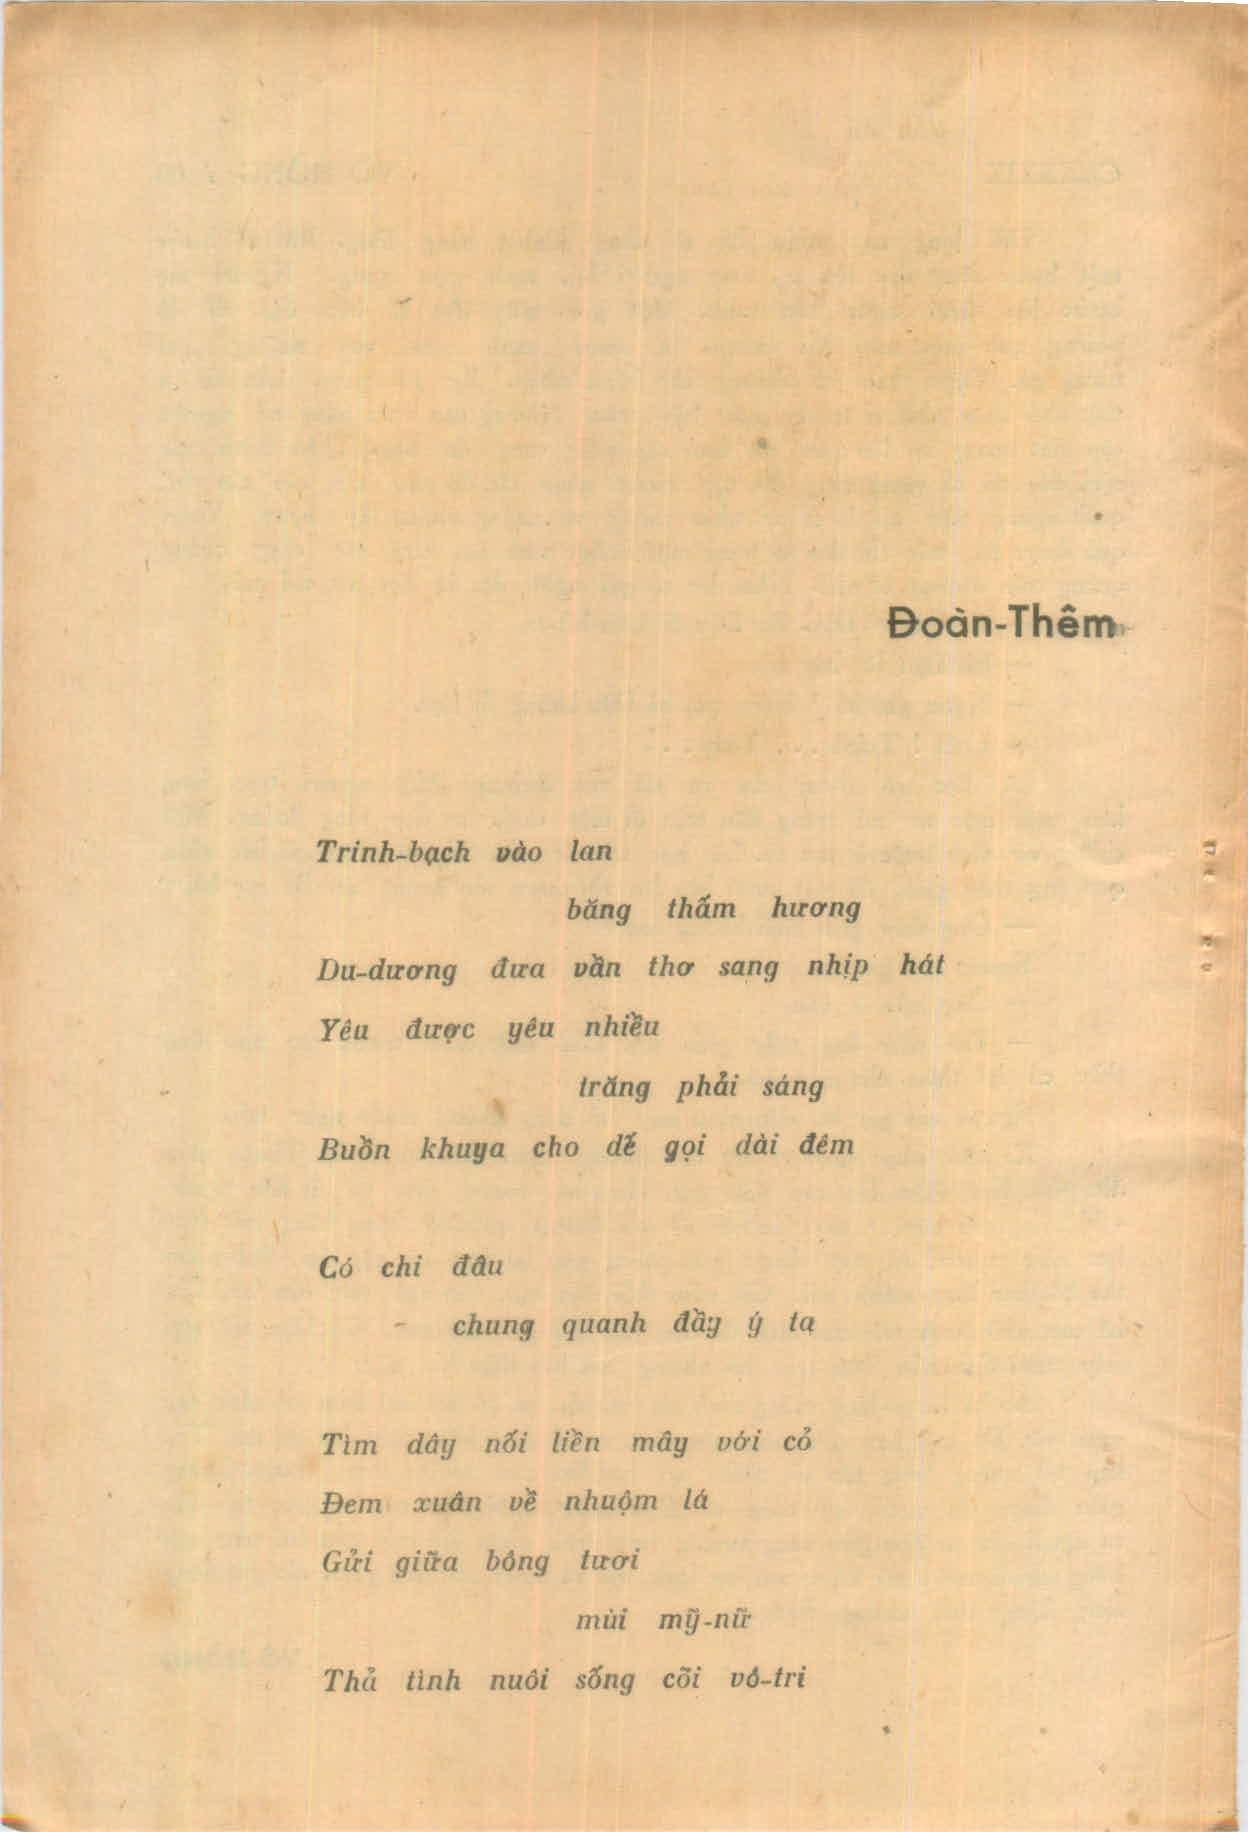 Đoàn-Thêm
Trinh-bạch vào lan
băng thắm hương
Du-dương đưa vần thơ sang nhịp hát
Yêu được yêu nhiều
trăng phải sáng
Buồn khuya cho dế gọi dài đêm
Có chi đâu
chung quanh đầy ý ta
Tìm dây nối liền mây với cỏ
Đem xuân về nhuộm lá
Gửi giữa bông tươi
mùi mỹ-nữ
Thả tình nuôi sống cõi vô-tri